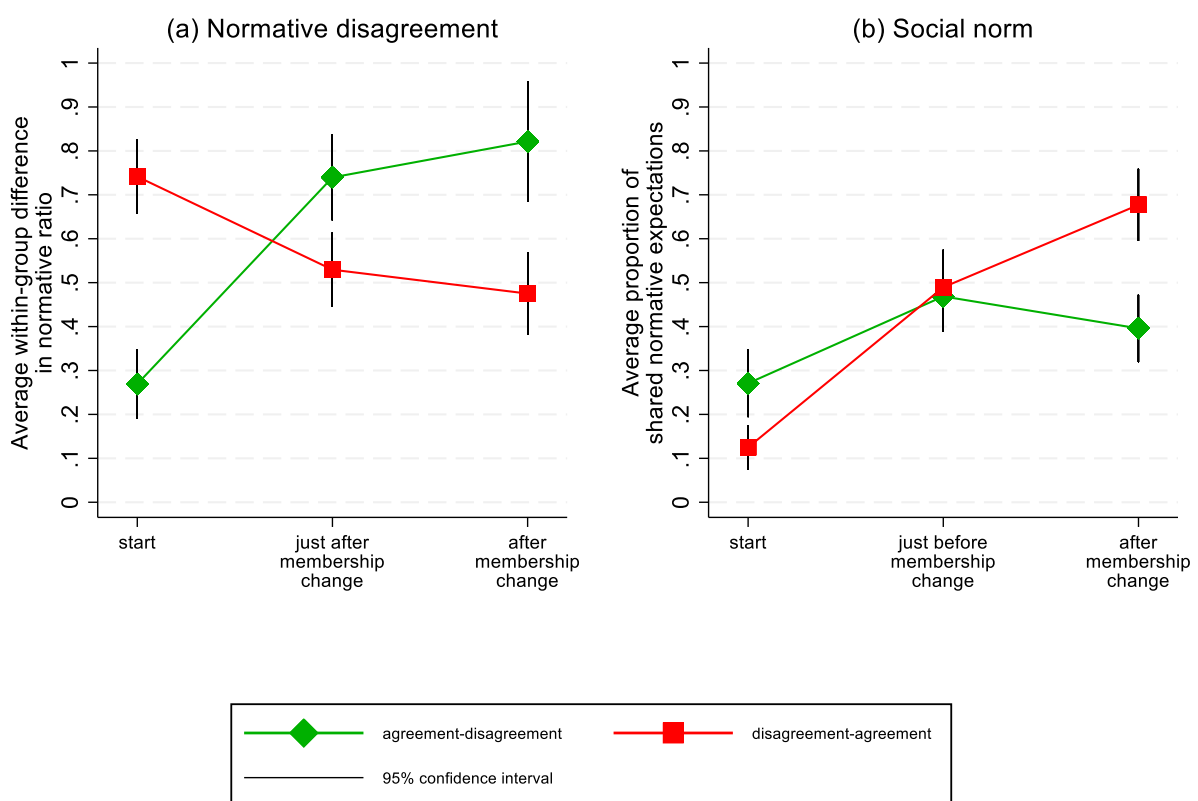 (a) Normative disagreement
Average within-group difference
in normative ratio
1
.9
.8
.7
.6
.5
.4
.3
.2
.1
0
start
just after
membership
change
after
membership
change
(b) Social norm
Average proportion of
shared normative expectations
1
.9
.8
.7
.6
.5
.4
.3
.2
.1
0
start
just before
membership
change
after
membership
change
agreement-disagreement
disagreement-agreement
95% confidence interval